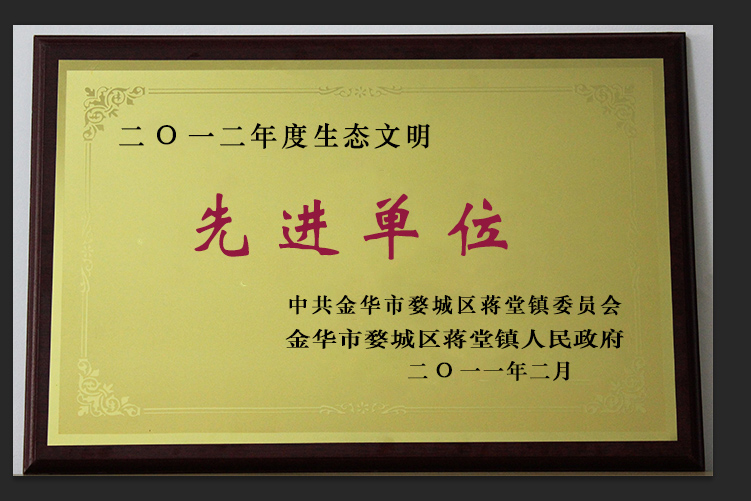 二〇一二年度生态文明
先进单位
中共金华市婺城区蒋堂镇委员会
金华市婺城区蒋堂镇人民政府
二〇一一年二月